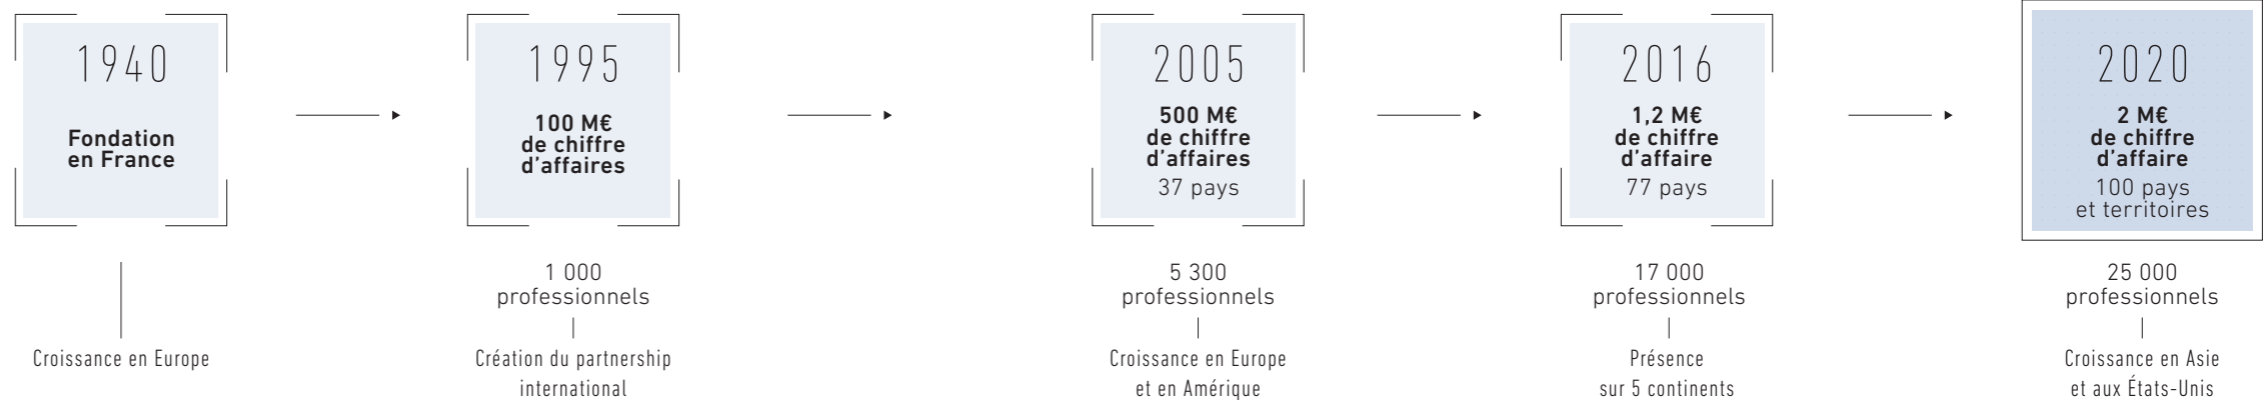 1940
Fondation
en France
Croissance en Europe
1995
100 M€
de chiffre
d’affaires
1 000
professionnels
Création du partnership
international
2005
500 M€
de chiffre
d’affaires
37 pays
5 300
professionnels
Croissance en Europe
et en Amérique
2016
1,2 M€
de chiffre
d’affaire
77 pays
17 000
professionnels
Présence
sur 5 continents
2020
2 M€
de chiffre
d’affaire
100 pays
et territoires
25 000
professionnels
Croissance en Asie
et aux États-Unis